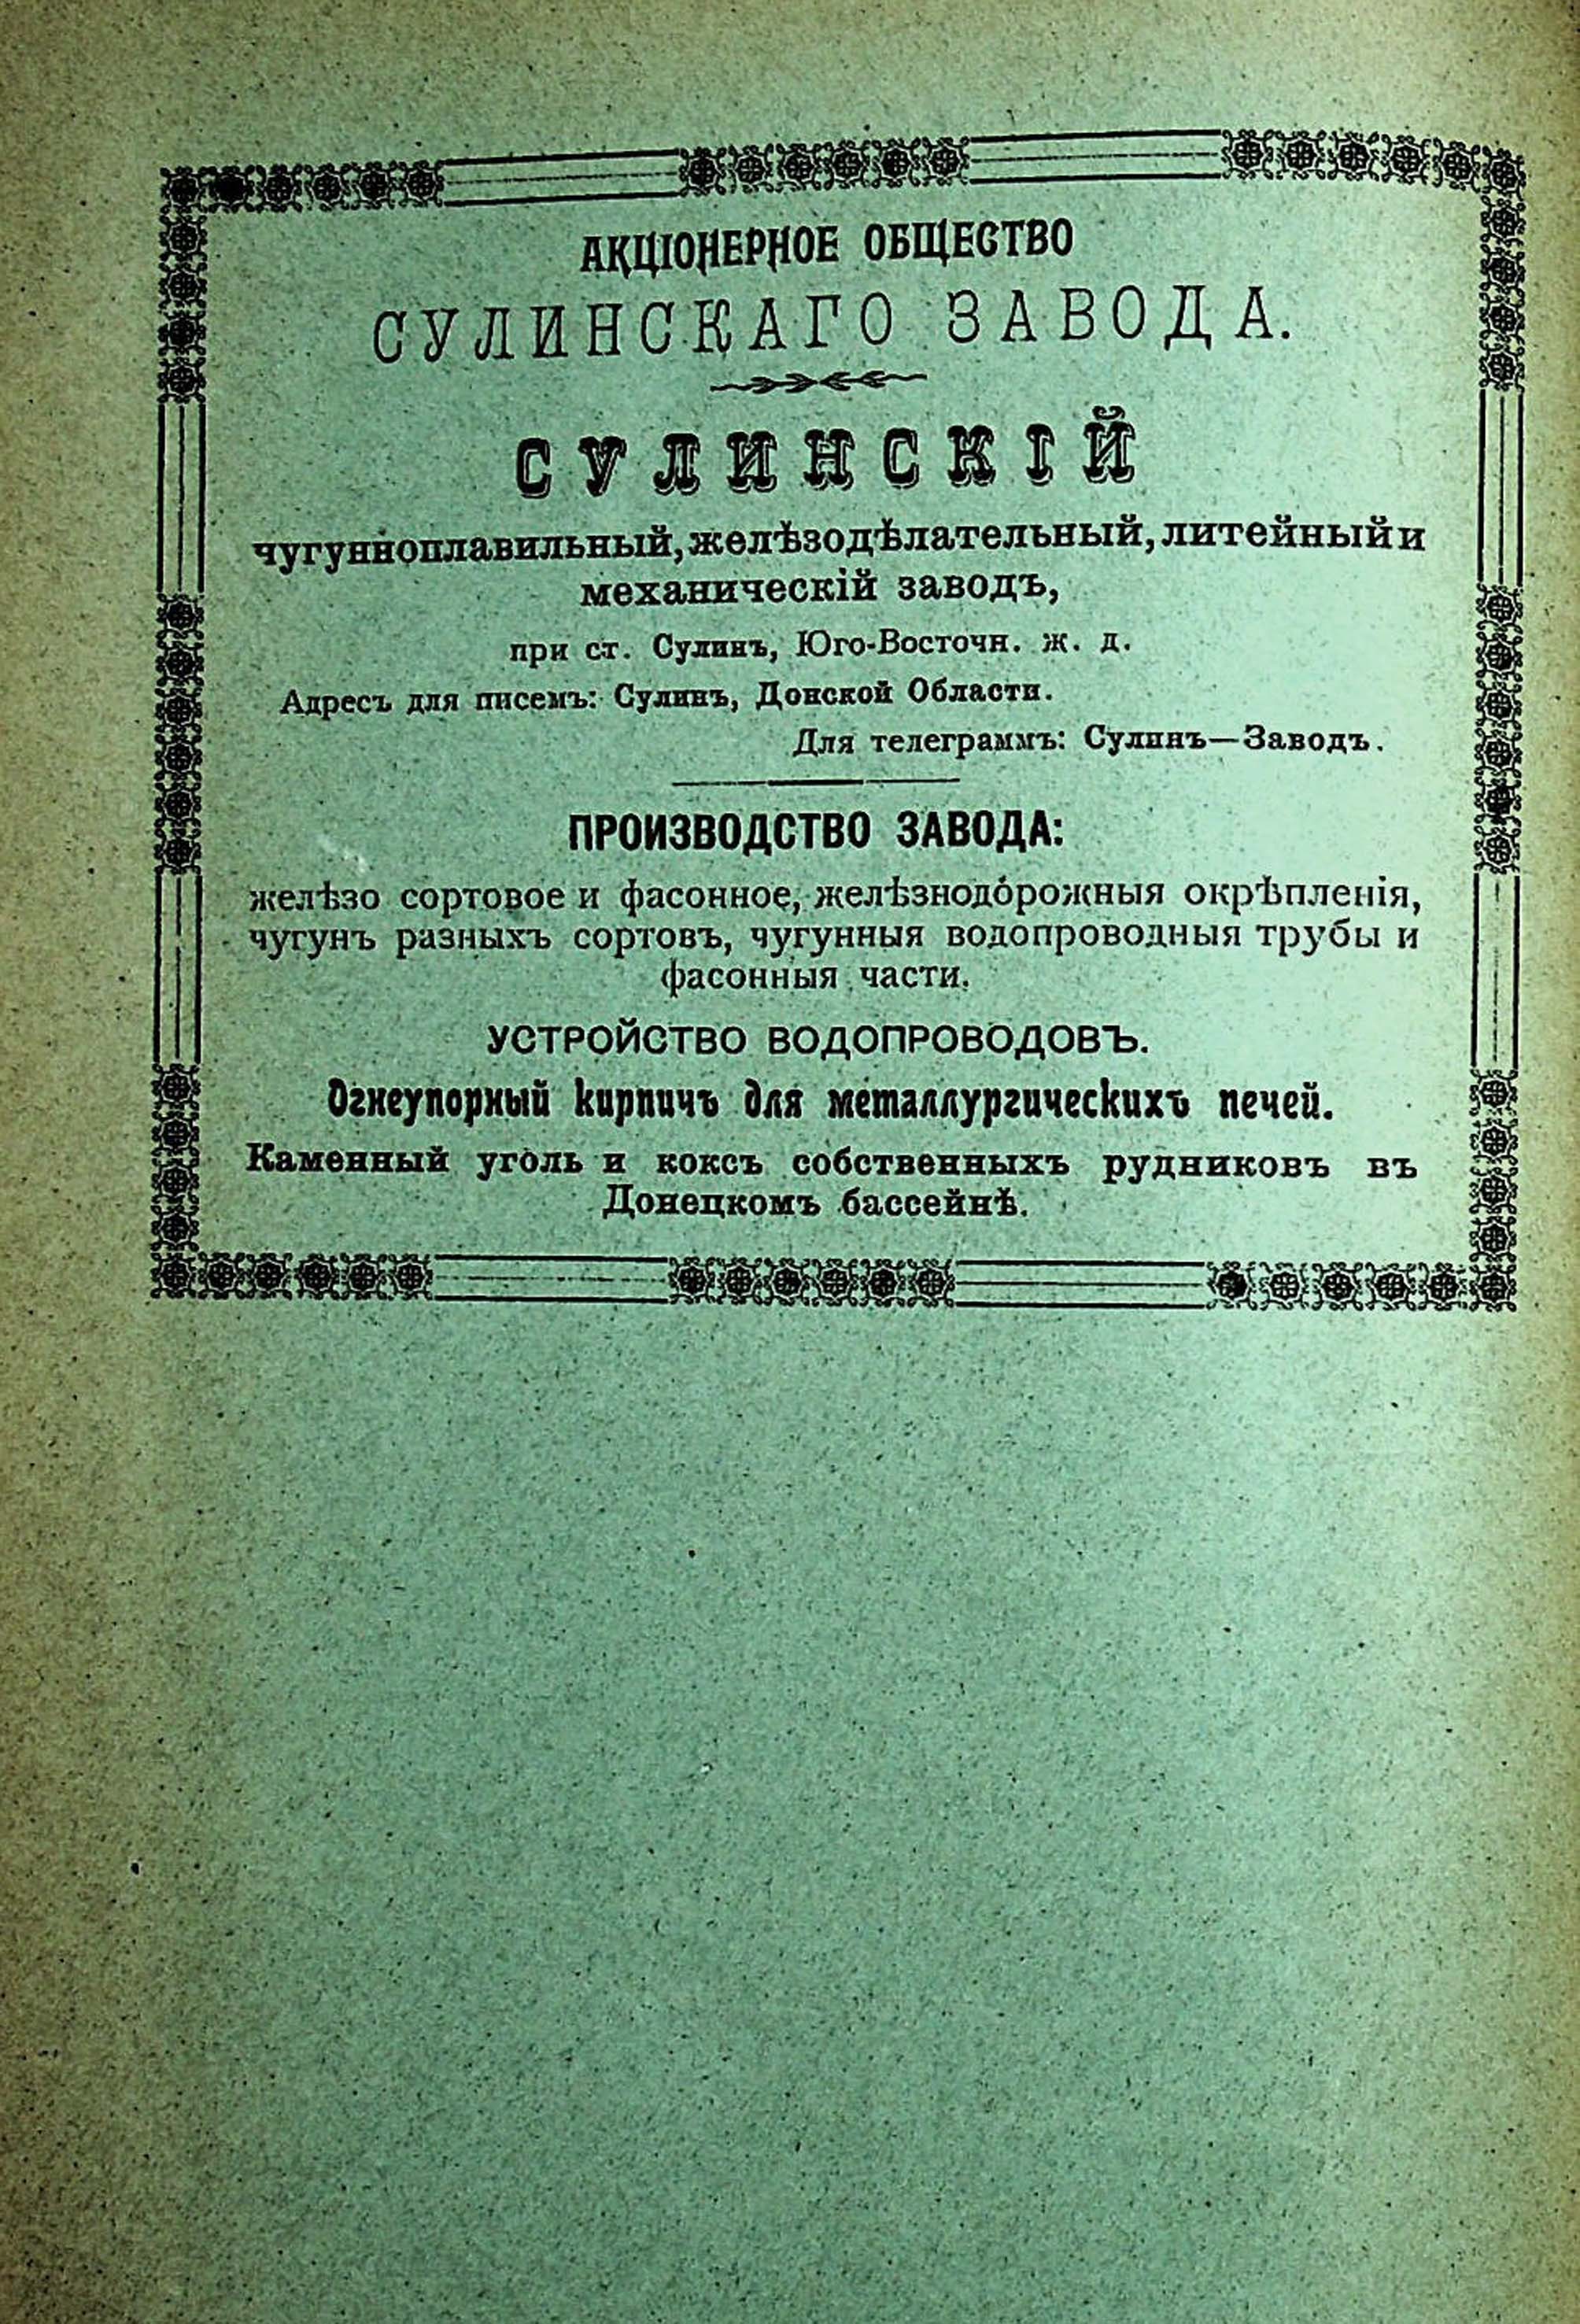 АКЦІОНЕРНОЕ ОБЩЕСТВО
СУЛИНСКАГО ЗАВОДА.
СУЛИНСКІЙ
чугунноплавильный, желѣзодѣлательный, литейный и
механическій заводъ,
при ст. Сулинъ, Юго-Восточн. ж. д.
Адресъ для писемъ: Сулинъ, Донской Области.
Для телеграммъ: Сулинъ—Заводъ.
ПРОИЗВОДСТВО ЗАВОДА:
желѣзо сортовое и фасонное, желѣзнодорожныя окрѣпленія,
чугунъ разныхъ сортовъ, чугунныя водопроводныя трубы и
фасонныя части.
УСТРОЙСТВО ВОДОПРОВОДОВЪ.
Огнеупорный кирпичъ для металлургическихъ печей.
Каменный уголь и коксъ собственныхъ рудниковъ въ
Донецкомъ бассейнѣ.